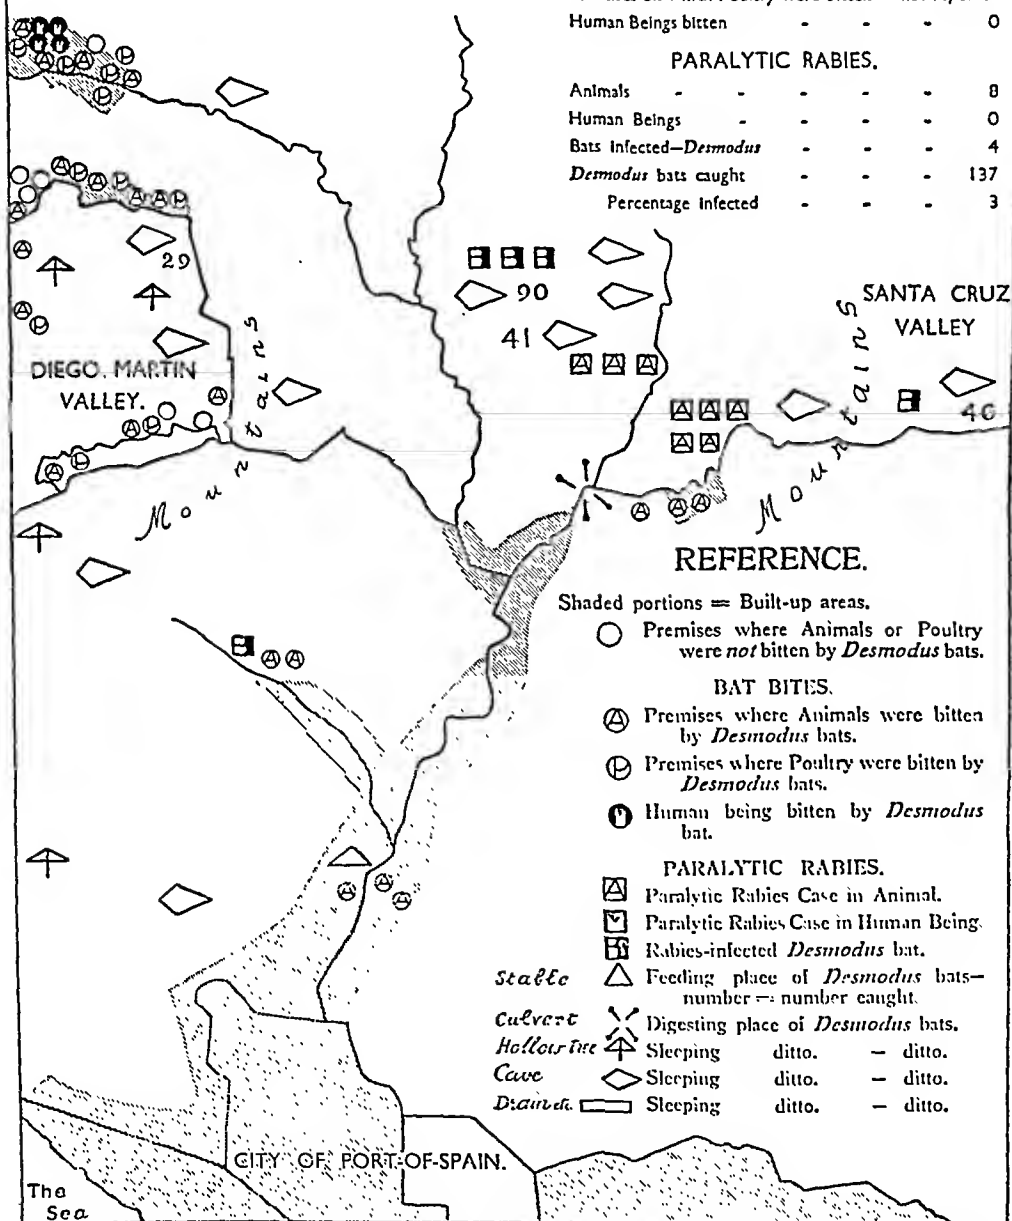 Human Beings bitten - - - 0
PARALYTIC RABIES.
Animals - - - - - 8
Human Beings - - - - 0
Bats Infected—Desmodus - - - 4
Desmodus bats caught - - - 137
Percentage Infected - - - 3
29
90
41
SANTA CRUZ
VALLEY
46
DIEGO. MARTIN
VALLEY.
Mountains
Mountains
REFERENCE.
Shaded portions = Built-up areas.
Premises where Animals or Poultry
were not bitten by Desmodus bats.
BAT BITES.
Premises where Animals were bitten
by Desmodus bats.
Premises where Poultry were bitten by
Desmodus bats.
Human being bitten by Desmodus
bat.
PARALYTIC RABIES.
Paralytic Rabies Case in Animal.
Paralytic Rabies Case in Human Being.
Rabies-infected Desmodus bat.
Stable Feeding place of Desmodus bats—
number = number caught.
Culvert Digesting place of Desmodus bats.
Hollow Tree Sleeping ditto. — ditto.
Cave Sleeping ditto. — ditto.
Sleeping ditto. — ditto.
CITY OF PORT-OF-SPAIN.
The
Sea